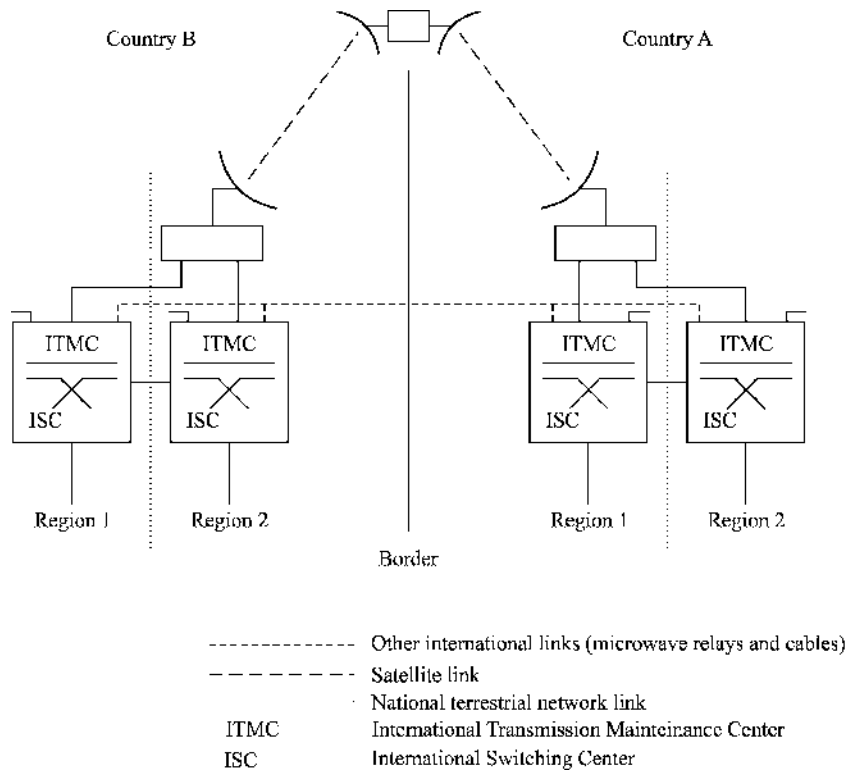 Country B
Country A
ITMC
ITMC
ITMC
ITMC
ISC
ISC
ISC
ISC
Region 1
Region 2
Region 1
Region 2
Border
Other international links (microwave relays and cables)
Satellite link
National terrestrial network link
ITMC International Transmission Mainteinance Center
ISC International Switching Center